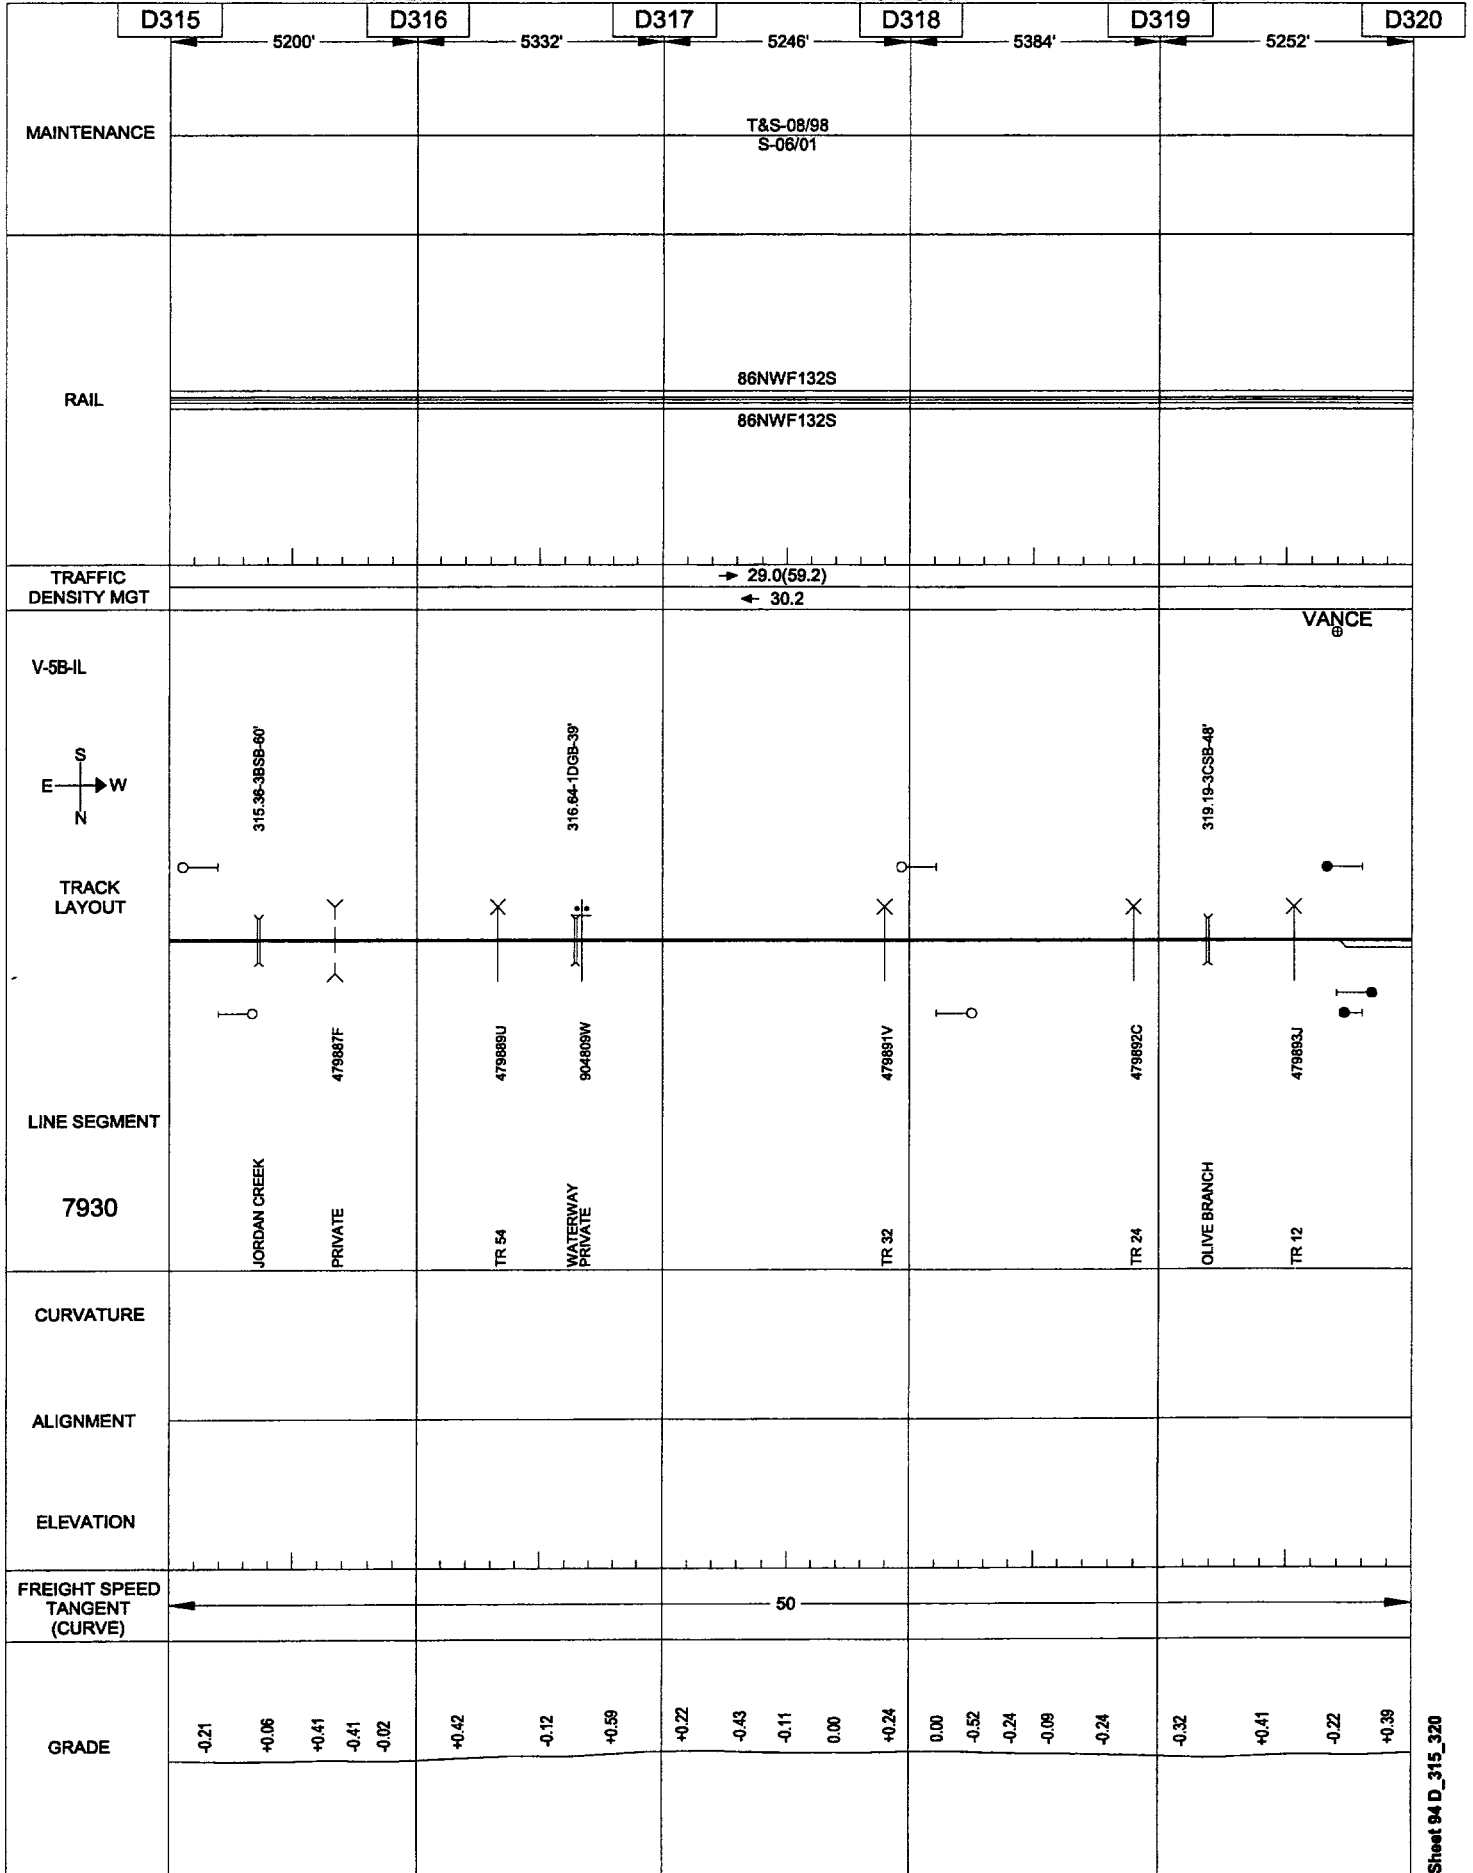 D315 D316 D317 D318 D319 D320
5200' 5332' 5246' 5384' 5252'
MAINTENANCE
T&S-08/98
S-06/01
RAIL
86NWF132S
86NWF132S
TRAFFIC
DENSITY MGT
29.0(59.2)
30.2
VANCE
V-5B-IL
S
E W
N
315.36-3BSB-60'
316.64-1DGB-39'
319.19-3CSB-48'
TRACK
LAYOUT
479887F
479889U
904809W
479891V
479892C
479893J
LINE SEGMENT
7930
JORDAN CREEK
PRIVATE
TR 54
WATERWAY
PRIVATE
TR 32
TR 24
OLIVE BRANCH
TR 12
CURVATURE
ALIGNMENT
ELEVATION
FREIGHT SPEED
TANGENT
(CURVE)
50
GRADE
-0.21
+0.06
+0.41
-0.41
-0.02
+0.42
-0.12
+0.59
+0.22
-0.43
-0.11
0.00
+0.24
0.00
-0.52
-0.24
-0.09
-0.24
-0.32
+0.41
-0.22
+0.39
Sheet 94 D_315_320